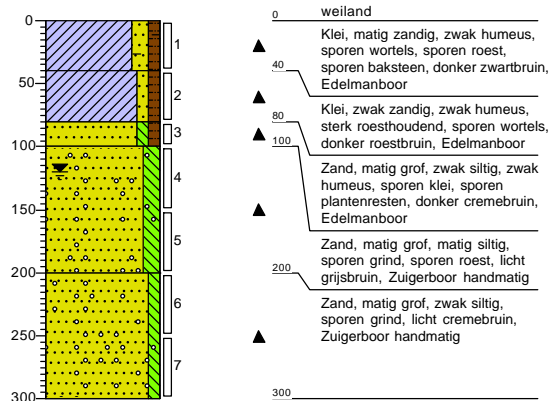 0
50
100
150
200
250
300
1
2
3
4
5
6
7
0
weiland
Klei, matig zandig, zwak humeus,
sporen wortels, sporen roest,
sporen baksteen, donker zwartbruin,
Edelmanboor
40
Klei, zwak zandig, zwak humeus,
sterk roesthoudend, sporen wortels,
donker roestbruin, Edelmanboor
80
Zand, matig grof, zwak siltig, zwak
humeus, sporen klei, sporen
plantenresten, donker cremebruin,
Edelmanboor
100
Zand, matig grof, matig siltig,
sporen grind, sporen roest, licht
grijsbruin, Zuigerboor handmatig
200
Zand, matig grof, zwak siltig,
sporen grind, licht cremebruin,
Zuigerboor handmatig
300